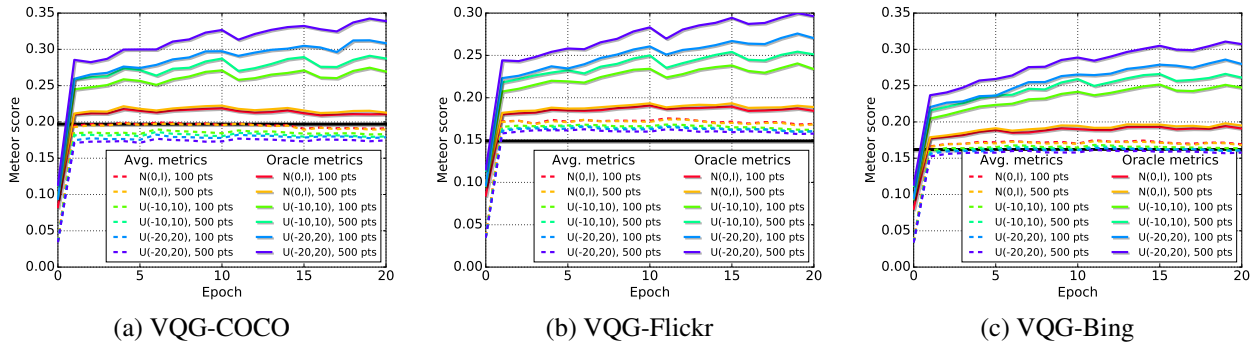 0.35
0.30
0.25
0.20
0.15
0.10
0.05
0.00
Meteor score
Avg. metrics Oracle metrics
N(0,I), 100 pts N(0,I), 100 pts
N(0,I), 500 pts N(0,I), 500 pts
U(-10,10), 100 pts U(-10,10), 100 pts
U(-10,10), 500 pts U(-10,10), 500 pts
U(-20,20), 100 pts U(-20,20), 100 pts
U(-20,20), 500 pts U(-20,20), 500 pts
0 5 10 15 20
Epoch
(a) VQG-COCO
0.30
0.25
0.20
0.15
0.10
0.05
0.00
Meteor score
Avg. metrics Oracle metrics
N(0,I), 100 pts N(0,I), 100 pts
N(0,I), 500 pts N(0,I), 500 pts
U(-10,10), 100 pts U(-10,10), 100 pts
U(-10,10), 500 pts U(-10,10), 500 pts
U(-20,20), 100 pts U(-20,20), 100 pts
U(-20,20), 500 pts U(-20,20), 500 pts
0 5 10 15 20
Epoch
(b) VQG-Flickr
0.35
0.30
0.25
0.20
0.15
0.10
0.05
0.00
Meteor score
Avg. metrics Oracle metrics
N(0,I), 100 pts N(0,I), 100 pts
N(0,I), 500 pts N(0,I), 500 pts
U(-10,10), 100 pts U(-10,10), 100 pts
U(-10,10), 500 pts U(-10,10), 500 pts
U(-20,20), 100 pts U(-20,20), 100 pts
U(-20,20), 500 pts U(-20,20), 500 pts
0 5 10 15 20
Epoch
(c) VQG-Bing